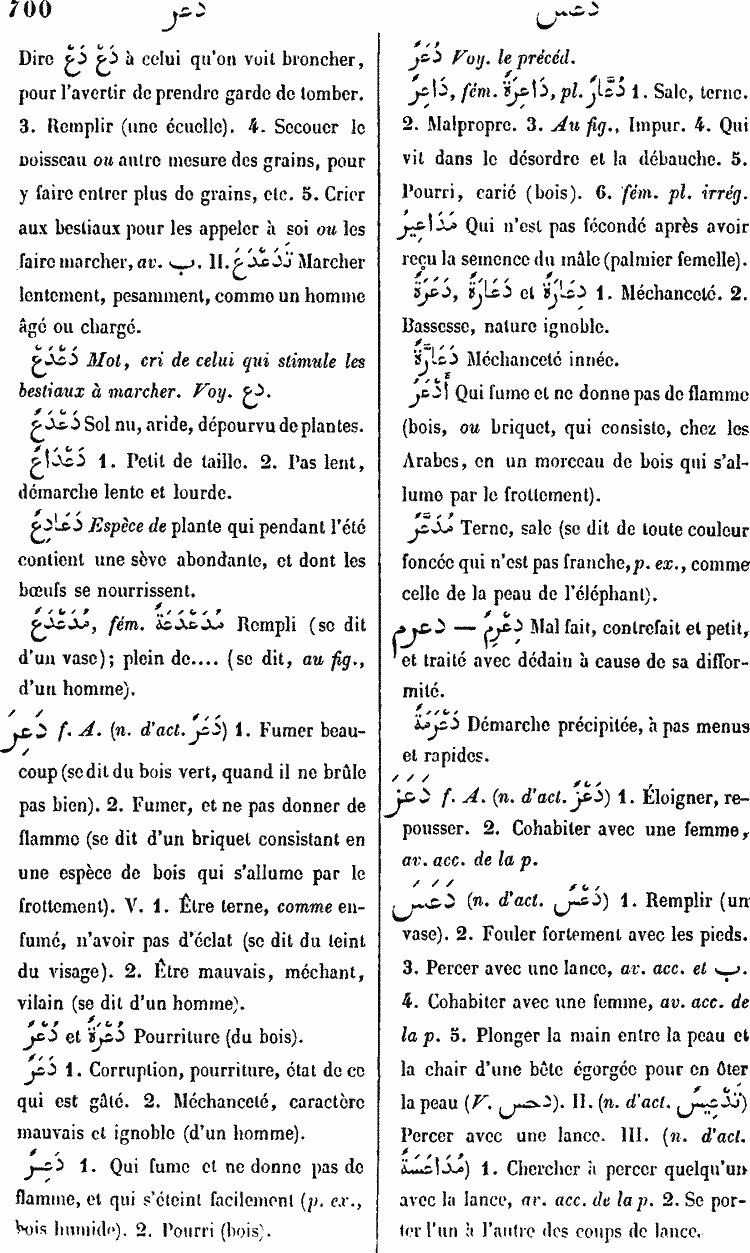 700 دعر دعس
Dire دَعْ دَعْ à celui qu'on voit broncher,
pour l'avertir de prendre garde de tomber.
3. Remplir (une écuelle). 4. Secouer le
boisseau ou autre mesure des grains, pour
y faire entrer plus de grains, etc. 5. Crier
aux bestiaux pour les appeler à soi ou les
faire marcher, av. ب. II. تَدَعْدَعَ Marcher
lentement, pesamment, comme un homme
âgé ou chargé.
دَعْدَعْ Mot, cri de celui qui stimule les
bestiaux à marcher. Voy. دع.
دَعْدَعٌ Sol nu, aride, dépourvu de plantes.
دَعْدَاعٌ 1. Petit de taille. 2. Pas lent,
démarche lente et lourde.
دَعَادِعٌ Espèce de plante qui pendant l'été
contient une sève abondante, et dont les
bœufs se nourrissent.
مُدَعْدَعٌ, fém. مُدَعْدَعَةٌ Rempli (se dit
d'un vase); plein de.... (se dit, au fig.,
d'un homme).
دَعِرَ f. A. (n. d'act. دَعَرٌ) 1. Fumer beau-
coup (se dit du bois vert, quand il ne brûle
pas bien). 2. Fumer, et ne pas donner de
flamme (se dit d'un briquet consistant en
une espèce de bois qui s'allume par le
frottement). V. 1. Être terne, comme en-
fumé, n'avoir pas d'éclat (se dit du teint
du visage). 2. Être mauvais, méchant,
vilain (se dit d'un homme).
دُعْرٌ et دُعْرَةٌ Pourriture (du bois).
دَعَرٌ 1. Corruption, pourriture, état de ce
qui est gâté. 2. Méchanceté, caractère
mauvais et ignoble (d'un homme).
دَعِرٌ 1. Qui fume et ne donne pas de
flamme, et qui s'éteint facilement (p. ex.,
bois humide). 2. Pourri (bois).
دُعَرٌ Voy. le précéd.
دَاعِرٌ, fém. دَاعِرَةٌ, pl. دُعَّارٌ 1. Sale, terne.
2. Malpropre. 3. Au fig., Impur. 4. Qui
vit dans le désordre et la débauche. 5.
Pourri, carié (bois). 6. fém. pl. irrég.
مَدَاعِيرُ Qui n'est pas fécondé après avoir
reçu la semence du mâle (palmier femelle).
دَعَرَةٌ, دَعَارَةٌ et دِعَارَةٌ 1. Méchanceté. 2.
Bassesse, nature ignoble.
دَعَارَّةٌ Méchanceté innée.
أَدْعَرُ Qui fume et ne donne pas de flamme
(bois, ou briquet, qui consiste, chez les
Arabes, en un morceau de bois qui s'al-
lume par le frottement).
مُدَعَّرٌ Terne, sale (se dit de toute couleur
foncée qui n'est pas franche, p. ex., comme
celle de la peau de l'éléphant).
دعرم — دِعْرِمٌ Mal fait, contrefait et petit,
et traité avec dédain à cause de sa diffor-
mité.
دَعْرَمَةٌ Démarche précipitée, à pas menus
et rapides.
دَعَزَ f. A. (n. d'act. دَعْزٌ) 1. Éloigner, re-
pousser. 2. Cohabiter avec une femme,
av. acc. de la p.
دَعَسَ (n. d'act. دَعْسٌ) 1. Remplir (un
vase). 2. Fouler fortement avec les pieds.
3. Percer avec une lance, av. acc. et ب.
4. Cohabiter avec une femme, av. acc. de
la p. 5. Plonger la main entre la peau et
la chair d'une bête égorgée pour en ôter
la peau (V. دحس). II. (n. d'act. تَدْعِيسٌ)
Percer avec une lance. III. (n. d'act.
مُدَاعَسَةٌ) 1. Chercher à percer quelqu'un
avec la lance, av. acc. de la p. 2. Se por-
ter l'un à l'autre des coups de lance.